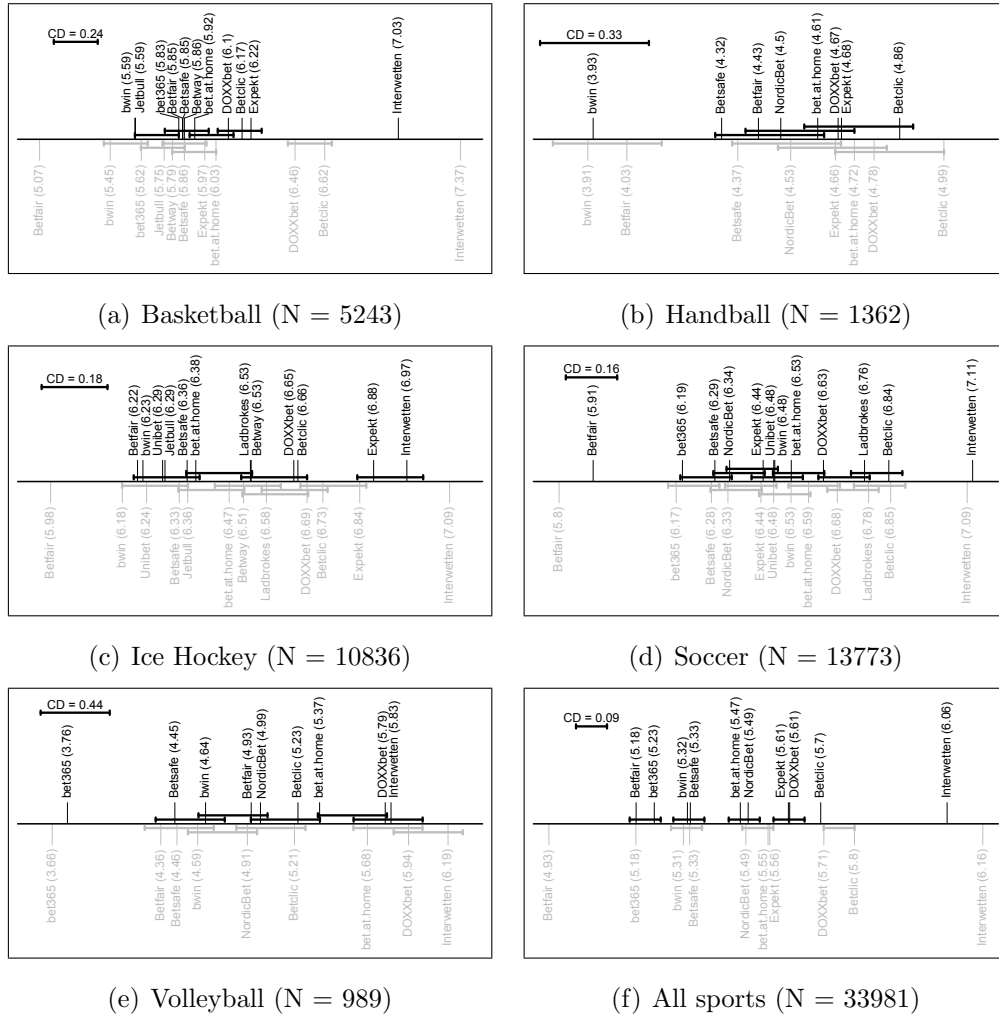 CD = 0.24
bwin (5.59)
Jetbull (5.59)
bet365 (5.83)
Betfair (5.85)
Betsafe (5.85)
Betway (5.86)
bet.at.home (5.92)
DOXXbet (6.1)
Betclic (6.17)
Expekt (6.22)
Interwetten (7.03)
Betfair (5.07)
bwin (5.45)
bet365 (5.62)
Jetbull (5.75)
Betway (5.79)
Betsafe (5.86)
Expekt (5.97)
bet.at.home (6.03)
DOXXbet (6.46)
Betclic (6.62)
Interwetten (7.37)
(a) Basketball (N = 5243)
CD = 0.33
bwin (3.93)
Betsafe (4.32)
Betfair (4.43)
NordicBet (4.5)
bet.at.home (4.61)
DOXXbet (4.67)
Expekt (4.68)
Betclic (4.86)
bwin (3.91)
Betfair (4.03)
Betsafe (4.37)
NordicBet (4.53)
Expekt (4.66)
bet.at.home (4.72)
DOXXbet (4.78)
Betclic (4.99)
(b) Handball (N = 1362)
CD = 0.18
Betfair (6.22)
bwin (6.23)
Unibet (6.29)
Jetbull (6.29)
Betsafe (6.36)
bet.at.home (6.38)
Ladbrokes (6.53)
Betway (6.53)
DOXXbet (6.65)
Betclic (6.66)
Expekt (6.88)
Interwetten (6.97)
Betfair (5.98)
bwin (6.18)
Unibet (6.24)
Betsafe (6.33)
Jetbull (6.36)
bet.at.home (6.47)
Betway (6.51)
Ladbrokes (6.58)
DOXXbet (6.69)
Betclic (6.73)
Expekt (6.84)
Interwetten (7.09)
(c) Ice Hockey (N = 10836)
CD = 0.16
Betfair (5.91)
bet365 (6.19)
Betsafe (6.29)
NordicBet (6.34)
Expekt (6.44)
Unibet (6.48)
bwin (6.48)
bet.at.home (6.53)
DOXXbet (6.63)
Ladbrokes (6.76)
Betclic (6.84)
Interwetten (7.11)
Betfair (5.8)
bet365 (6.17)
Betsafe (6.28)
NordicBet (6.33)
Expekt (6.44)
Unibet (6.48)
bwin (6.53)
bet.at.home (6.59)
DOXXbet (6.68)
Ladbrokes (6.78)
Betclic (6.85)
Interwetten (7.09)
(d) Soccer (N = 13773)
CD = 0.44
bet365 (3.76)
Betsafe (4.45)
bwin (4.64)
Betfair (4.93)
NordicBet (4.99)
Betclic (5.23)
bet.at.home (5.37)
DOXXbet (5.79)
Interwetten (5.83)
bet365 (3.66)
Betfair (4.36)
Betsafe (4.46)
bwin (4.59)
NordicBet (4.91)
Betclic (5.21)
bet.at.home (5.68)
DOXXbet (5.94)
Interwetten (6.19)
(e) Volleyball (N = 989)
CD = 0.09
Betfair (5.18)
bet365 (5.23)
bwin (5.32)
Betsafe (5.33)
bet.at.home (5.47)
NordicBet (5.49)
Expekt (5.61)
DOXXbet (5.61)
Betclic (5.7)
Interwetten (6.06)
Betfair (4.93)
bet365 (5.18)
bwin (5.31)
Betsafe (5.33)
NordicBet (5.49)
bet.at.home (5.55)
Expekt (5.56)
DOXXbet (5.71)
Betclic (5.8)
Interwetten (6.16)
(f) All sports (N = 33981)